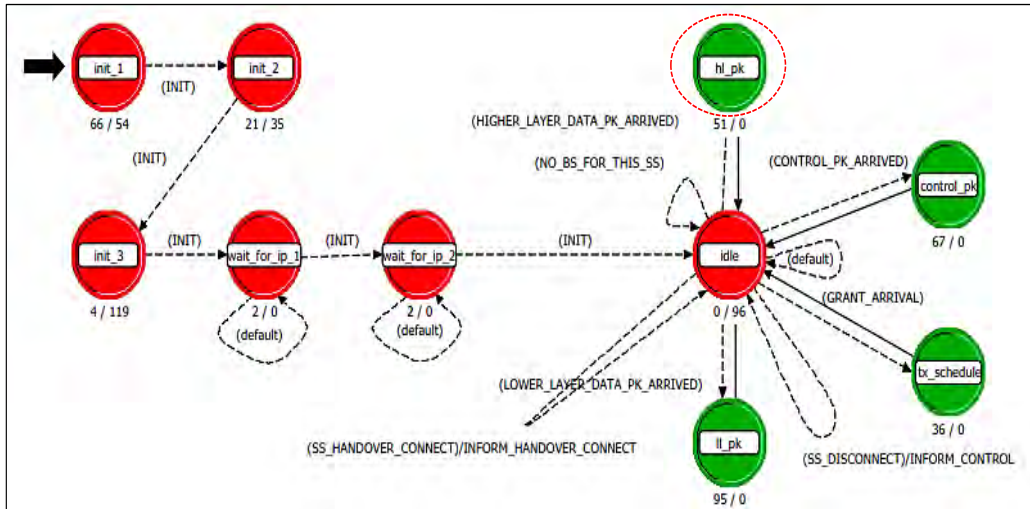 init_1
init_2
hl_pk
(INIT)
66 / 54
21 / 35
51 / 0
(HIGHER_LAYER_DATA_PK_ARRIVED)
(NO_BS_FOR_THIS_SS)
(CONTROL_PK_ARRIVED)
(INIT)
control_pk
67 / 0
(INIT)
(INIT)
(INIT)
init_3
wait_for_ip_1
wait_for_ip_2
idle
(default)
4 / 119
2 / 0
2 / 0
0 / 96
(GRANT_ARRIVAL)
(default)
(default)
tx_schedule
(LOWER_LAYER_DATA_PK_ARRIVED)
36 / 0
ll_pk
(SS_HANDOVER_CONNECT)/INFORM_HANDOVER_CONNECT
(SS_DISCONNECT)/INFORM_CONTROL
95 / 0